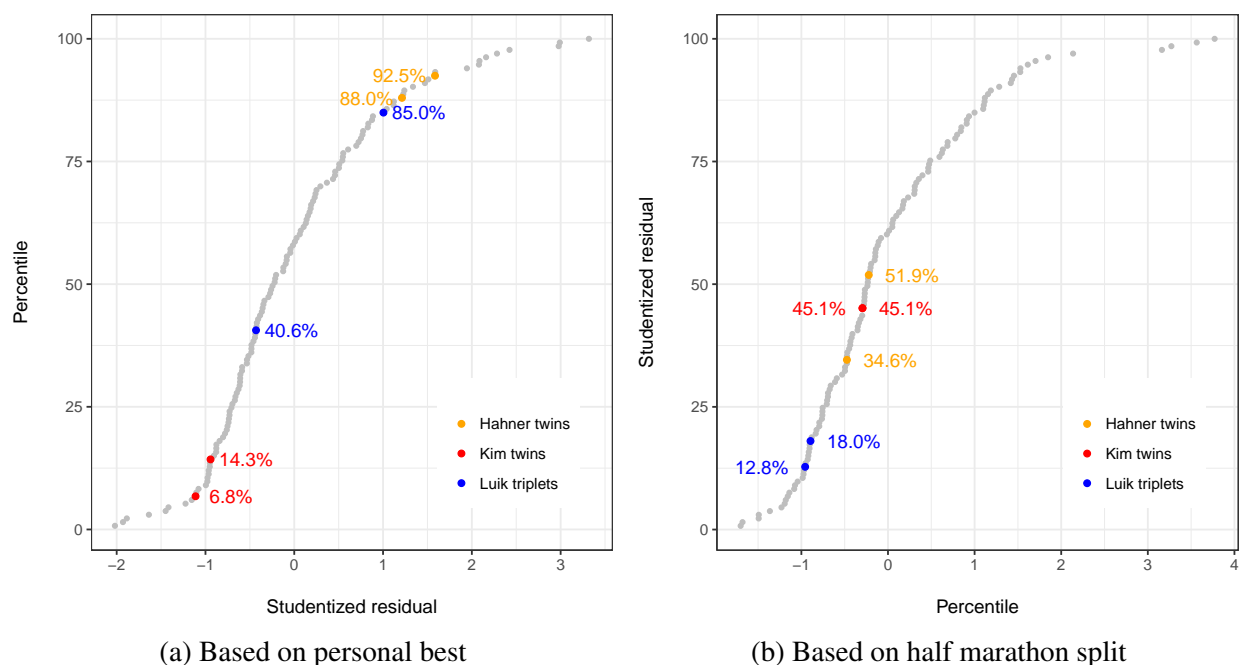 100
75
50
25
0
Percentile
92.5%
88.0%
85.0%
40.6%
14.3%
6.8%
Hahner twins
Kim twins
Luik triplets
−2 −1 0 1 2 3
Studentized residual
(a) Based on personal best
100
75
50
25
0
Studentized residual
51.9%
45.1% 45.1%
34.6%
18.0%
12.8%
Hahner twins
Kim twins
Luik triplets
−1 0 1 2 3 4
Percentile
(b) Based on half marathon split